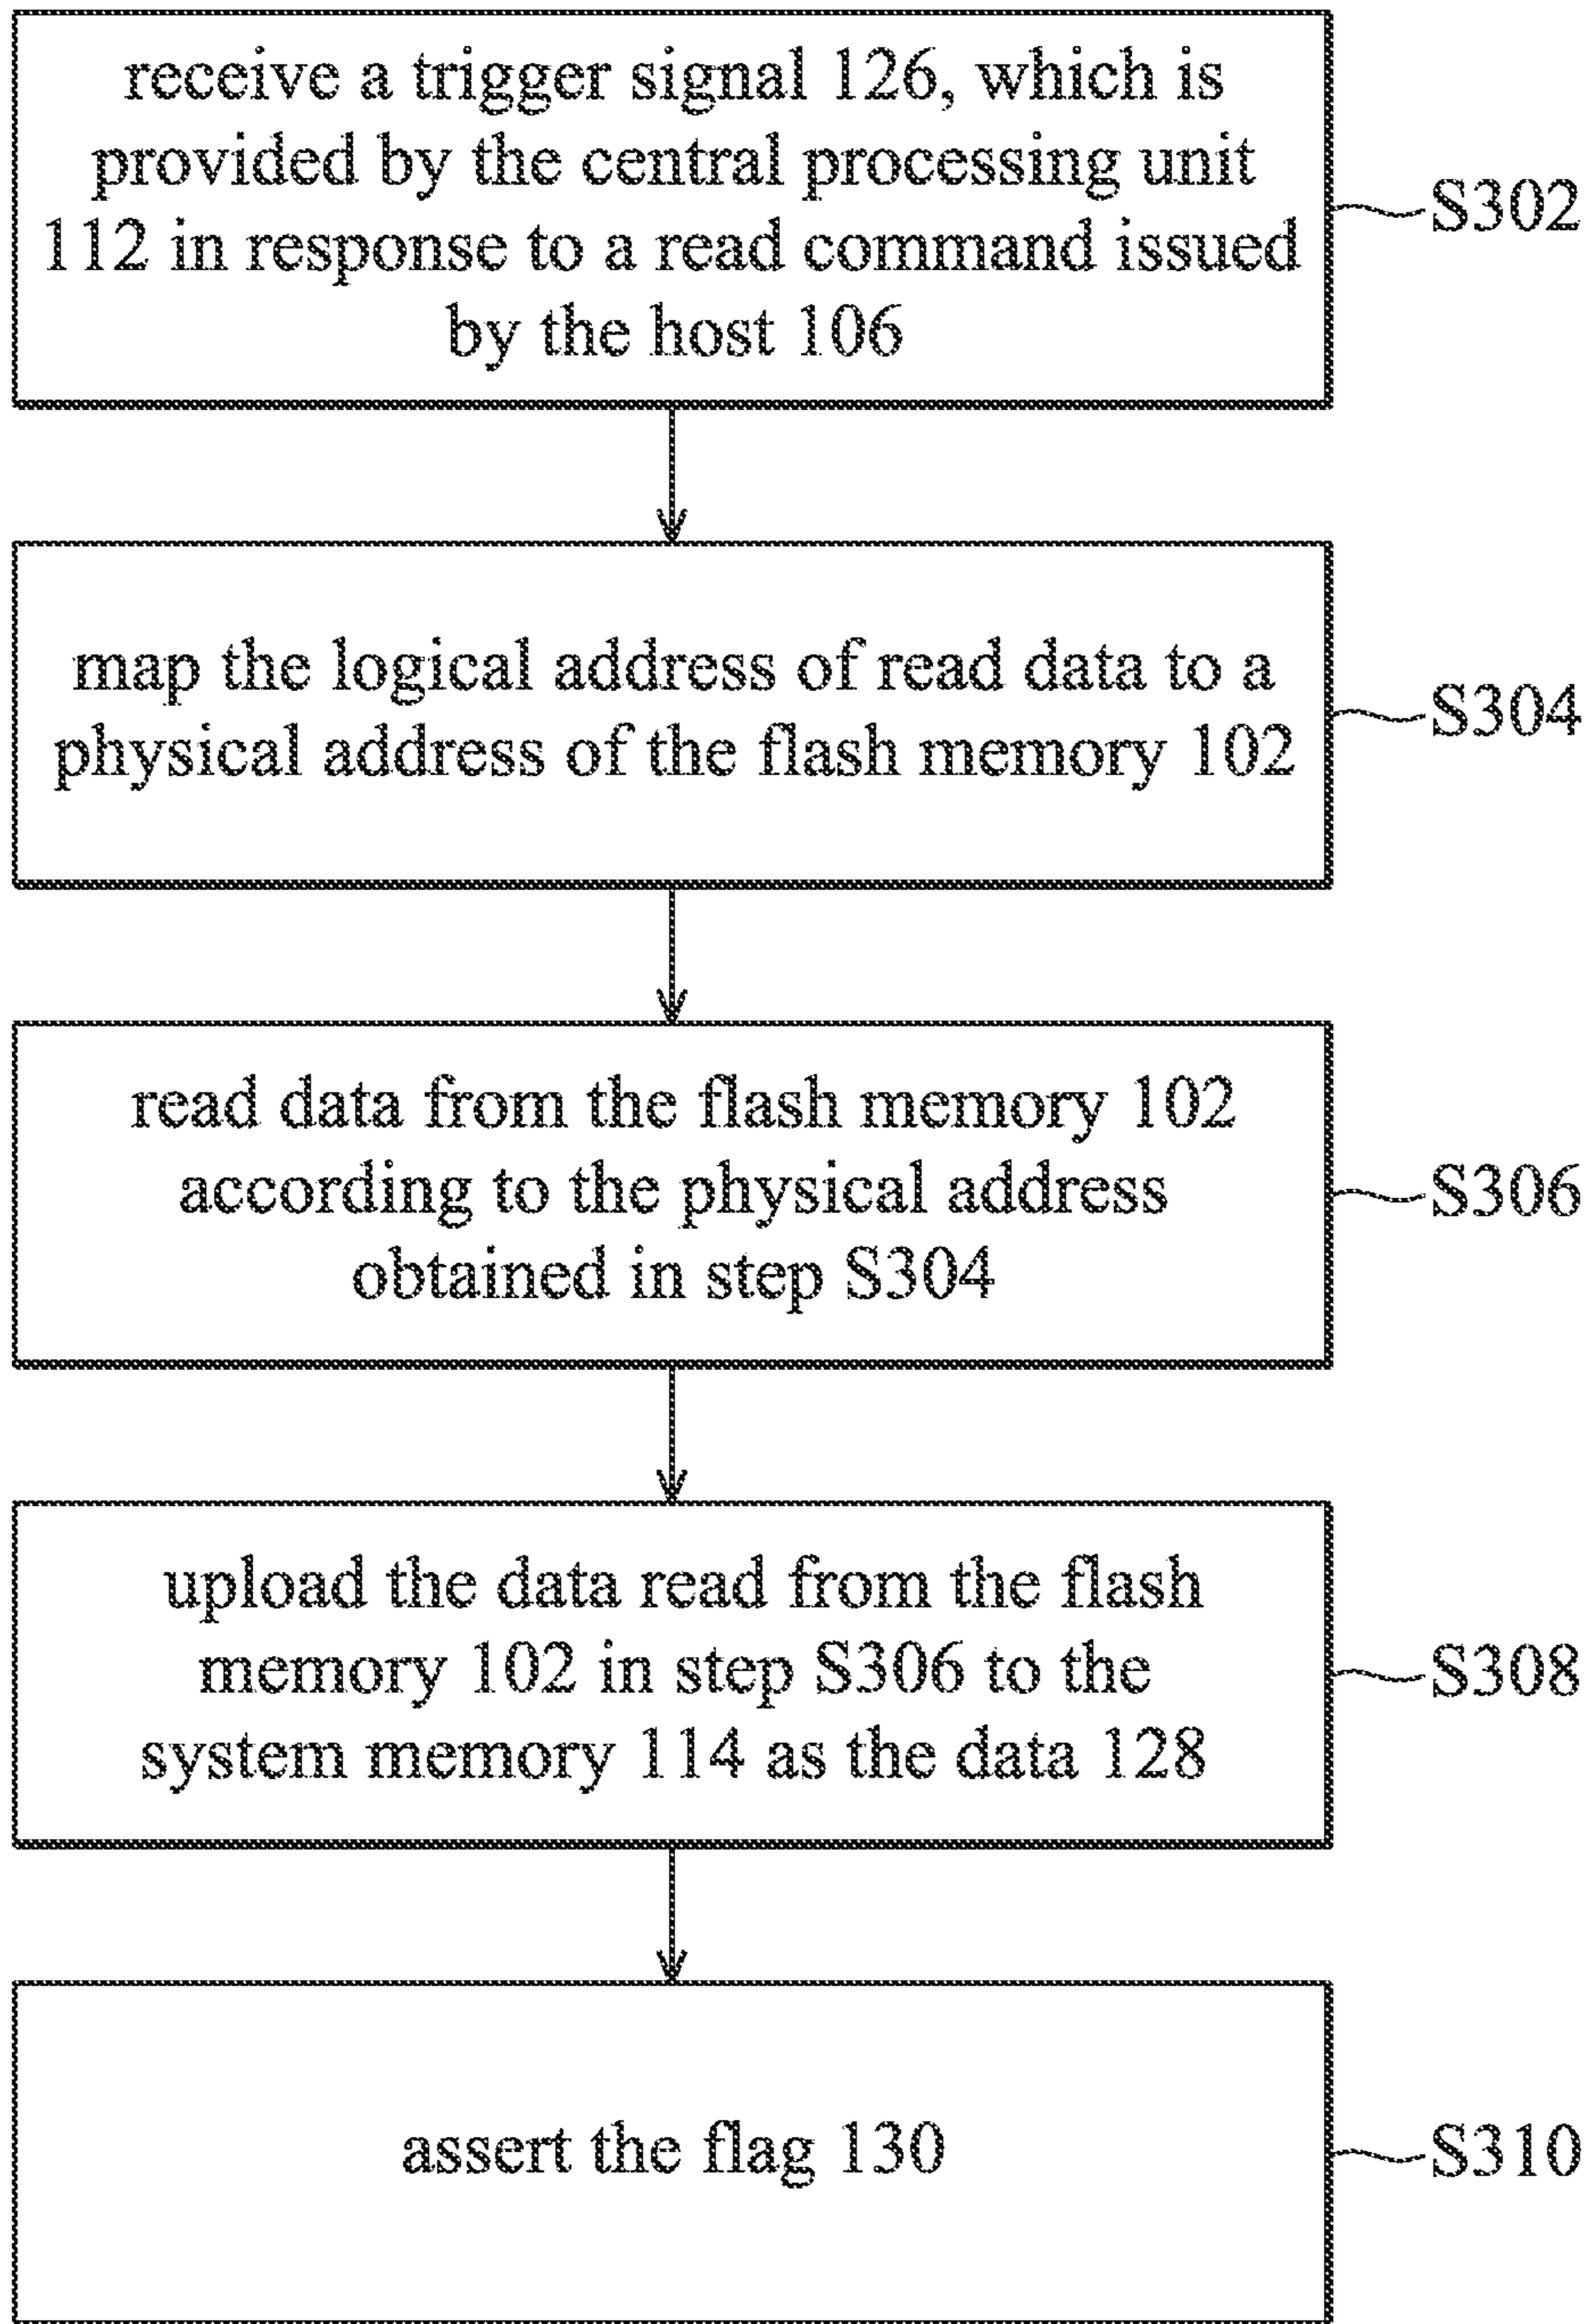 receive a trigger signal 126, which is
provided by the central processing unit
112 in response to a read command issued
by the host 106
S302
map the logical address of read data to a
physical address of the flash memory 102
S304
read data from the flash memory 102
according to the physical address
obtained in step S304
S306
upload the data read from the flash
memory 102 in step S306 to the
system memory 114 as the data 128
S308
assert the flag 130
S310